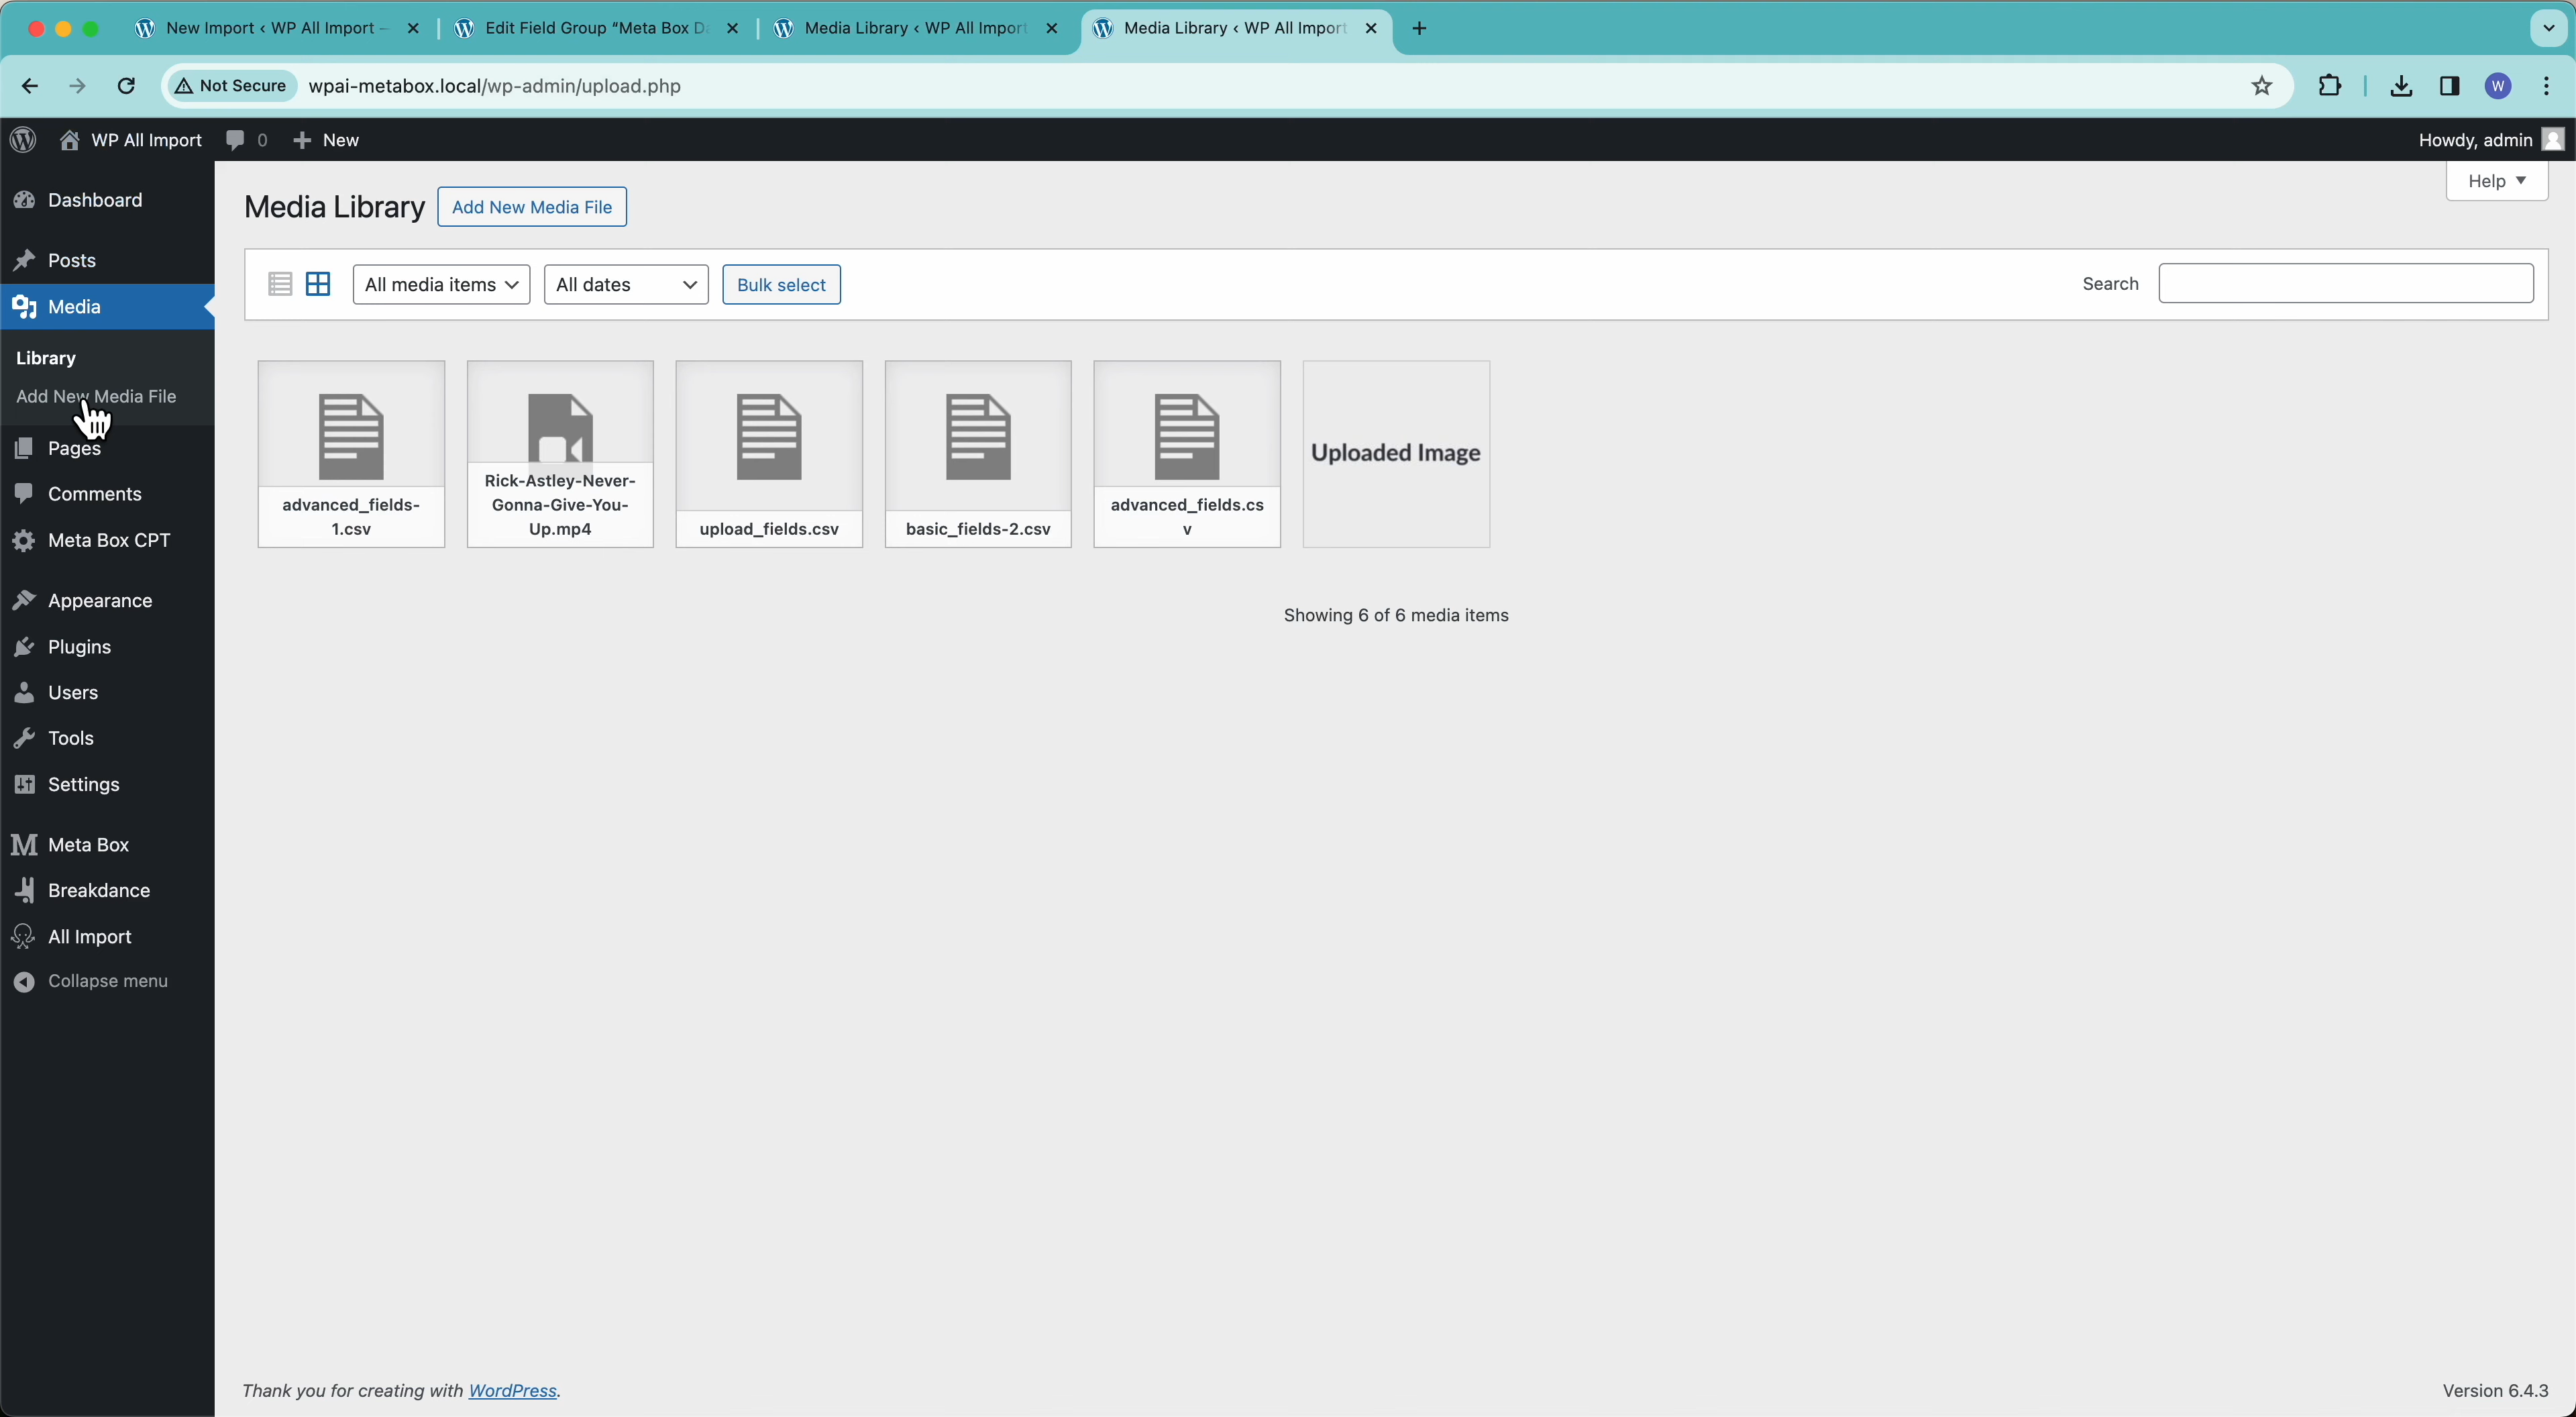 New Import ‹ WP All Import –
Edit Field Group “Meta Box Da
Media Library ‹ WP All Import
Media Library ‹ WP All Import
Not Secure
wpai-metabox.local/wp-admin/upload.php
W
WP All Import
0
New
Howdy, admin
Help
Dashboard
Posts
Media
Library
Add New Media File
Pages
Comments
Meta Box CPT
Appearance
Plugins
Users
Tools
Settings
Meta Box
Breakdance
All Import
Collapse menu
Media Library
Add New Media File
All media items
All dates
Bulk select
Search
advanced_fields-
1.csv
Rick-Astley-Never-
Gonna-Give-You-
Up.mp4
upload_fields.csv
basic_fields-2.csv
advanced_fields.cs
v
Uploaded Image
Showing 6 of 6 media items
Thank you for creating with WordPress.
Version 6.4.3